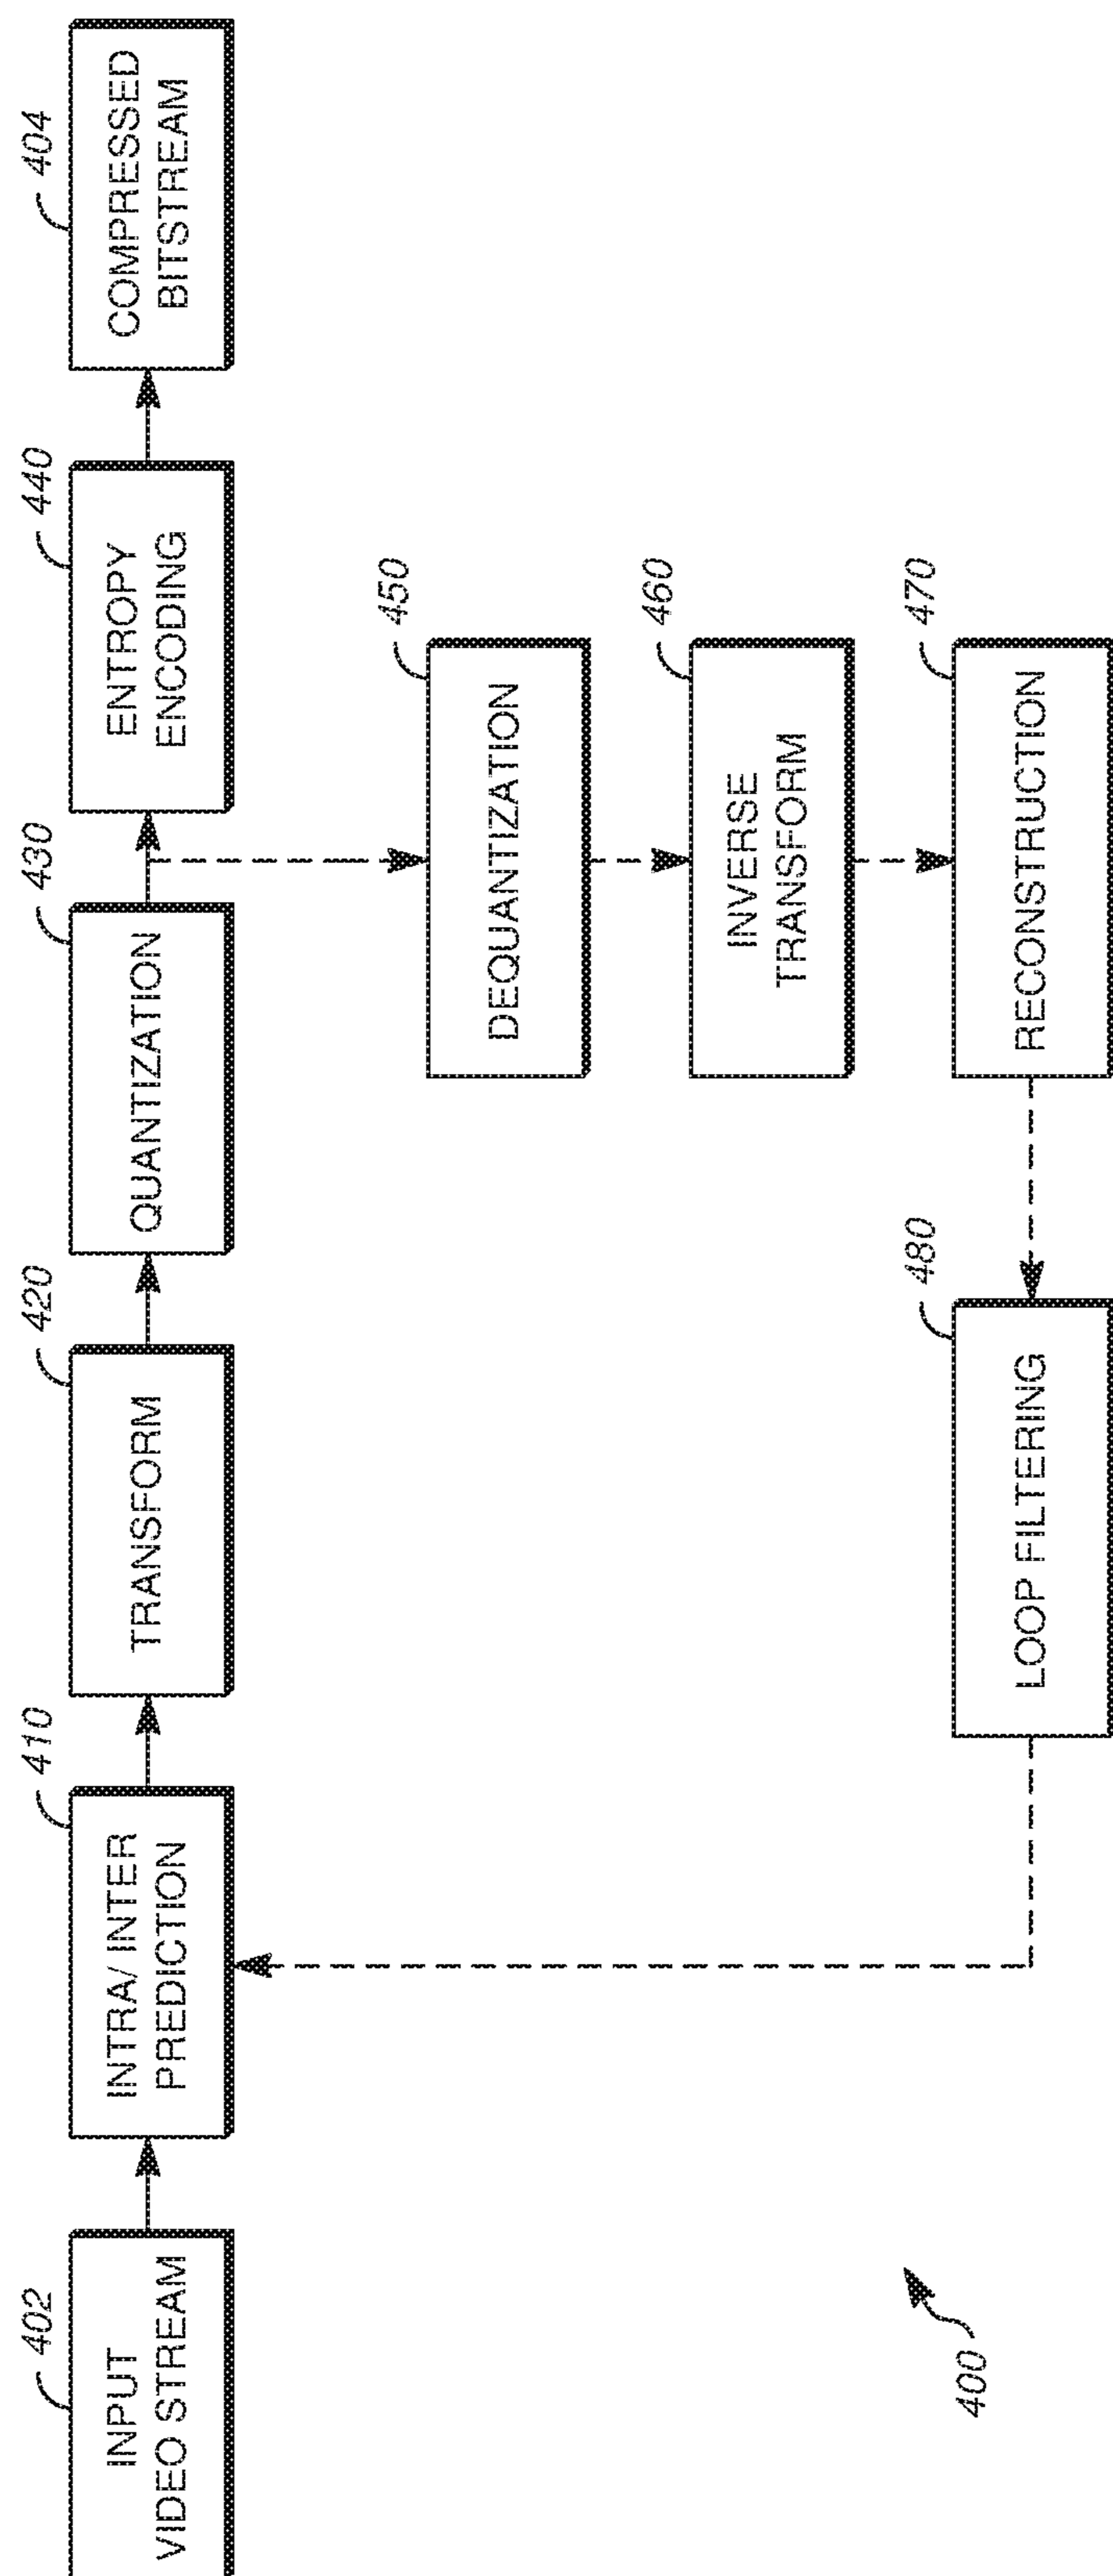 402
INPUT
VIDEO STREAM
410
INTRA/ INTER
PREDICTION
420
TRANSFORM
430
QUANTIZATION
440
ENTROPY
ENCODING
404
COMPRESSED
BITSTREAM
450
DEQUANTIZATION
460
INVERSE
TRANSFORM
480
LOOP FILTERING
470
RECONSTRUCTION
400